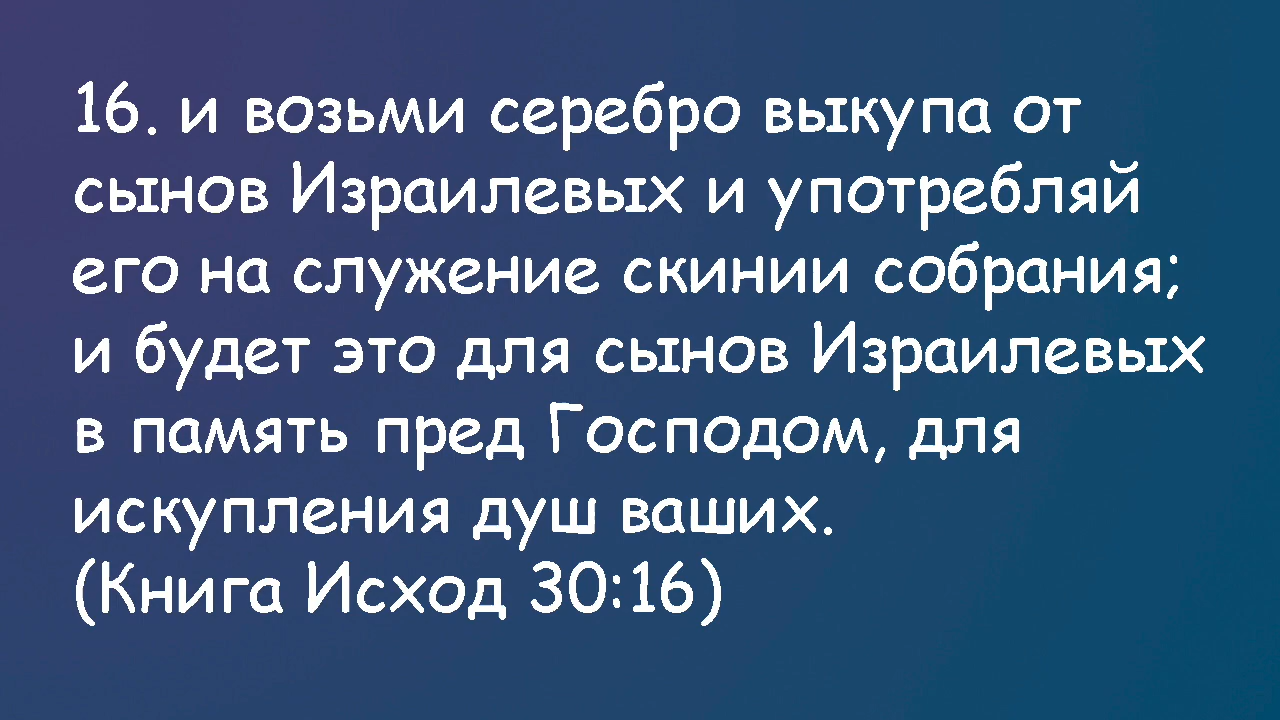 16. и возьми серебро выкупа от
сынов Израилевых и употребляй
его на служение скинии собрания;
и будет это для сынов Израилевых
в память пред Господом, для
искупления душ ваших.
(Книга Исход 30:16)